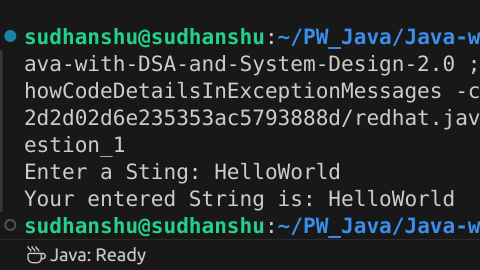 sudhanshu@sudhanshu:~/PW_Java/Java-w
ava-with-DSA-and-System-Design-2.0 ;
howCodeDetailsInExceptionMessages -c
2d2d02d6e235353ac5793888d/redhat.jav
estion_1
Enter a Sting: HelloWorld
Your entered String is: HelloWorld
sudhanshu@sudhanshu:~/PW_Java/Java-w
Java: Ready